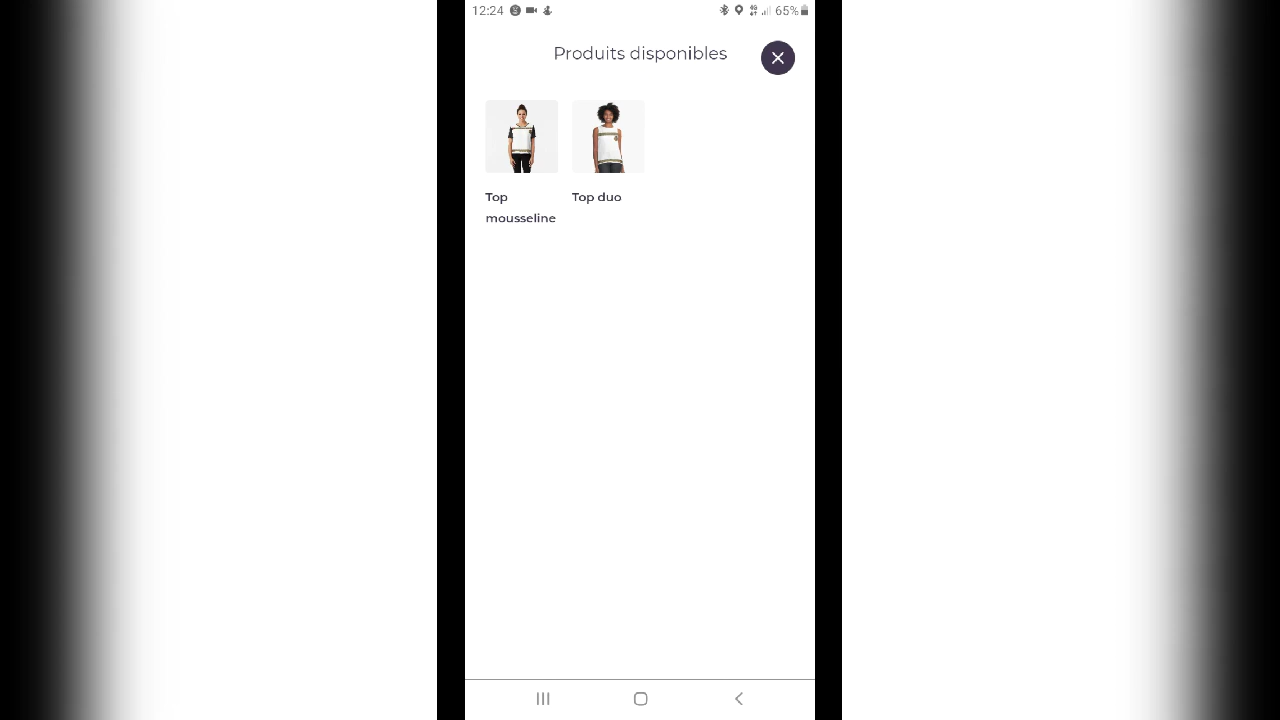 12:24
65%
Produits disponibles
Top
mousseline
Top duo